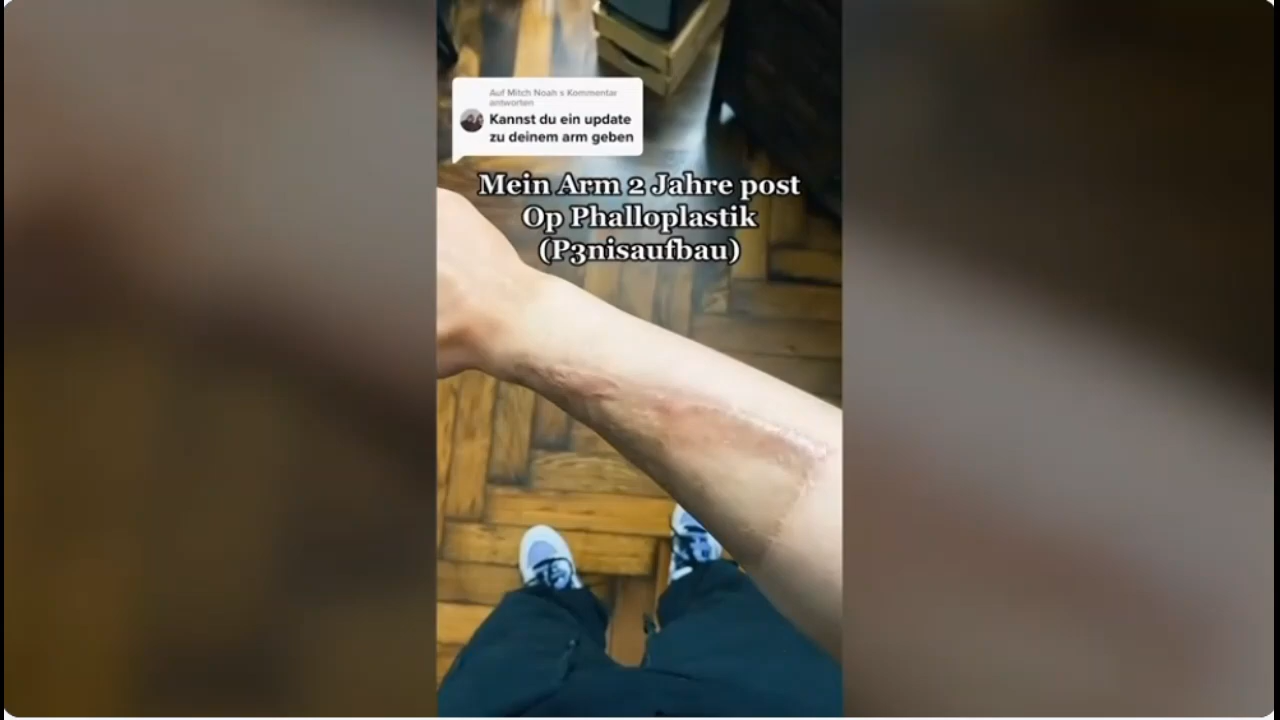 Auf Mitch Noah s Kommentar
antworten
Kannst du ein update
zu deinem arm geben
Mein Arm 2 Jahre post
Op Phalloplastik
(P3nisaufbau)